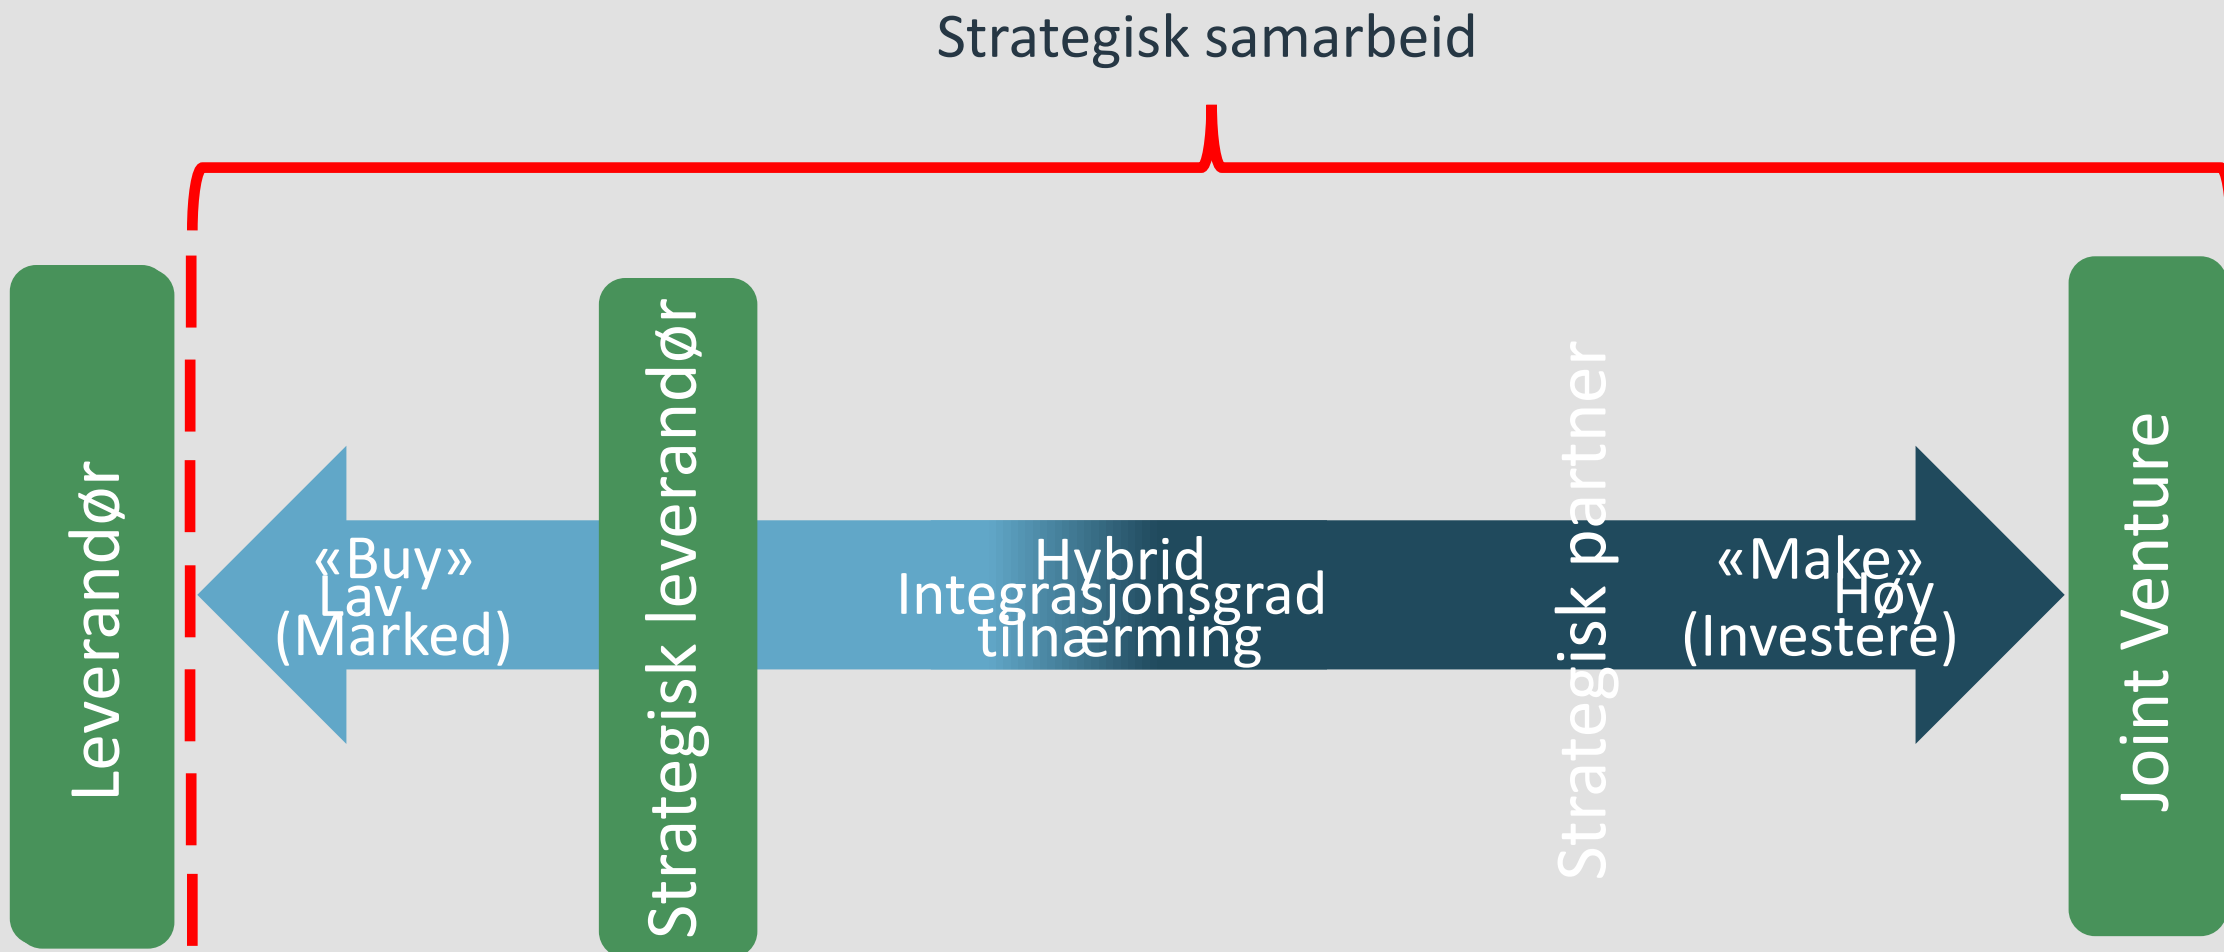 Strategisk samarbeid
Leverandør
«Buy»
Lav
(Marked)
Strategisk leverandør
Hybrid
Integrasjonsgrad
tilnærming
Strategisk partner
«Make»
Høy
(Investere)
Joint Venture